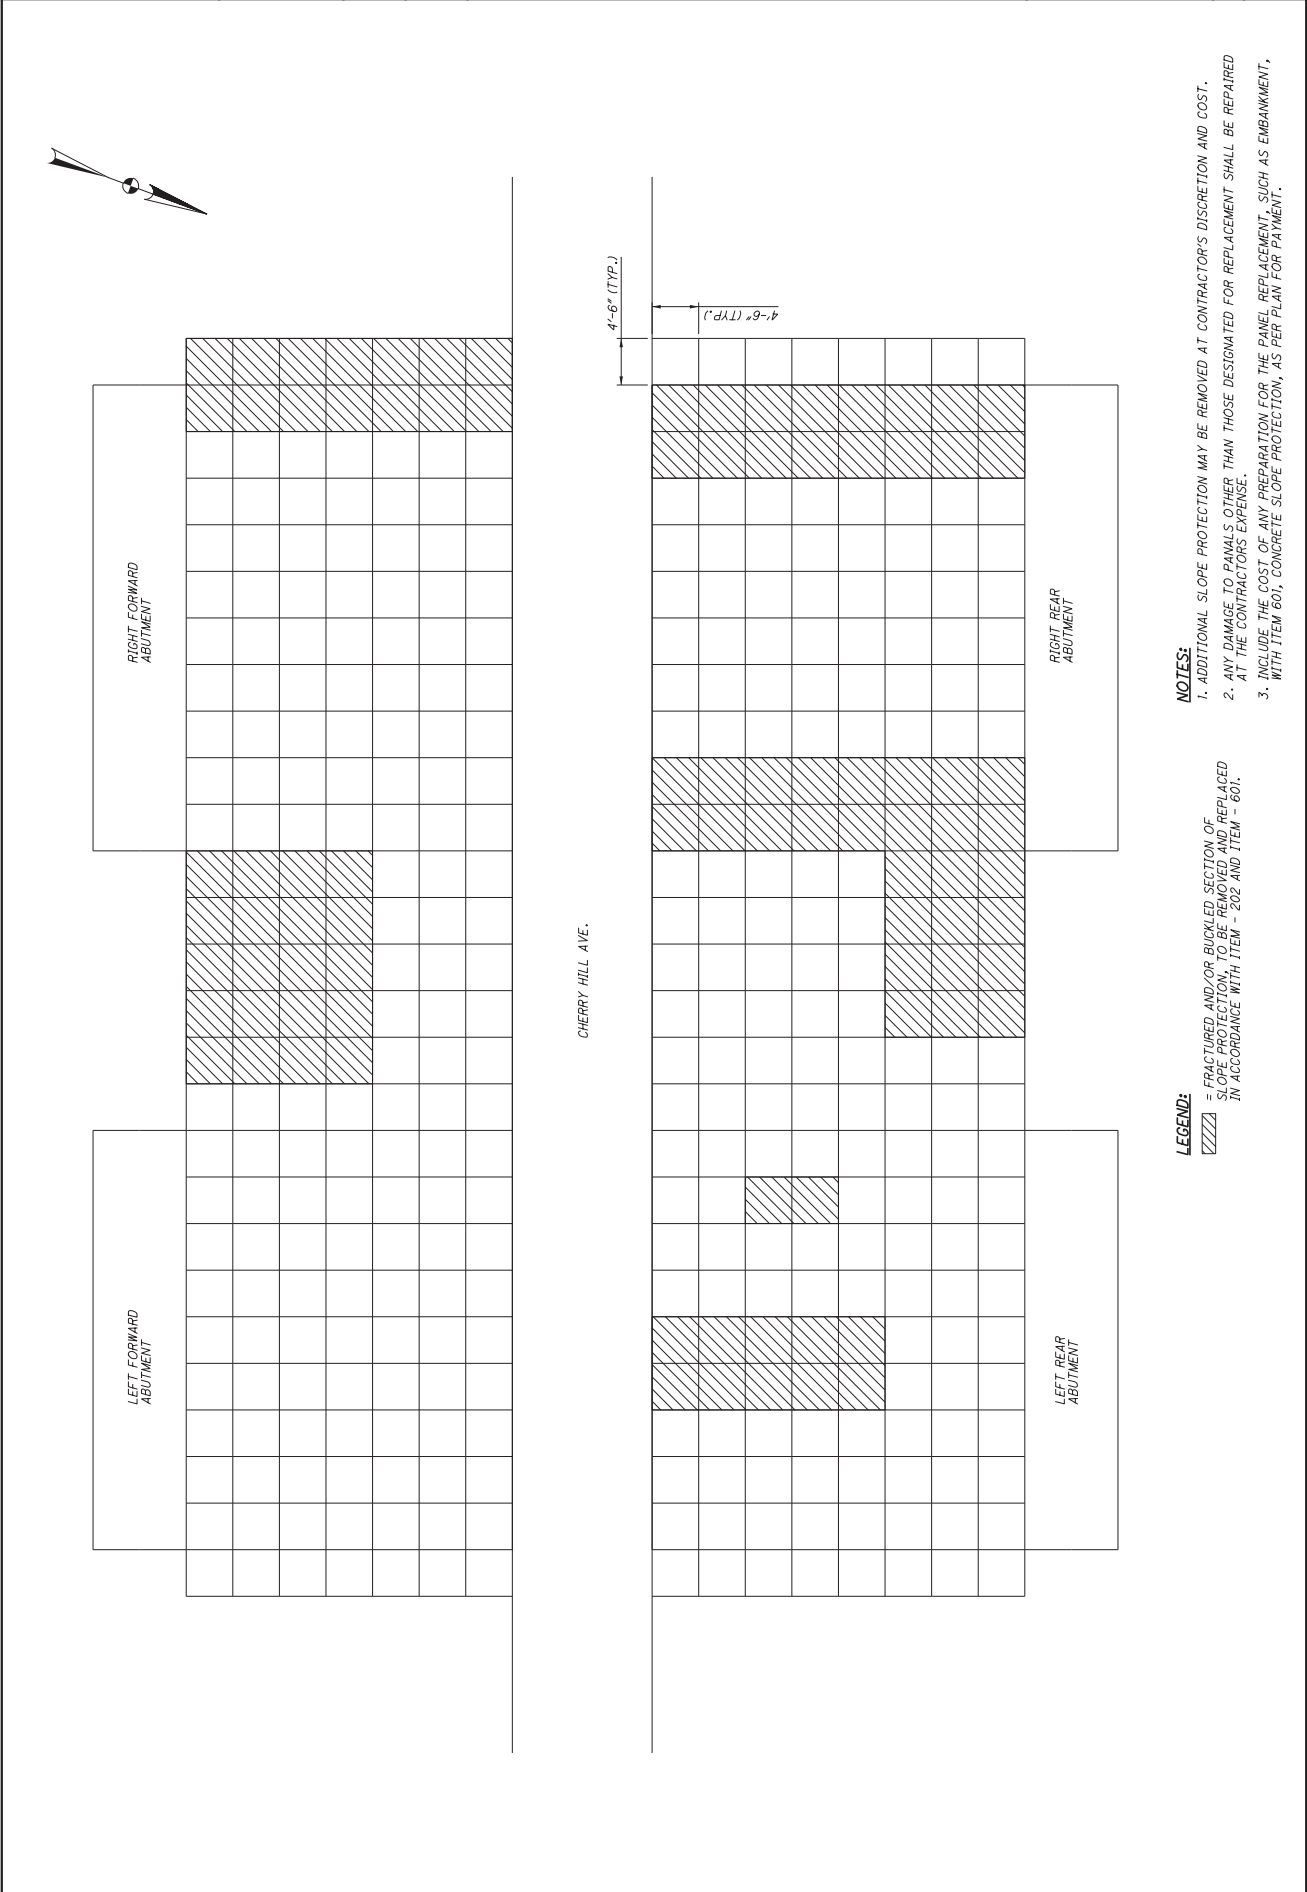 4'-6" (TYP.)
4'-6" (TYP.)
RIGHT FORWARD
ABUTMENT
RIGHT REAR
ABUTMENT
CHERRY HILL AVE.
LEFT FORWARD
ABUTMENT
LEFT REAR
ABUTMENT
LEGEND:
= FRACTURED AND/OR BUCKLED SECTION OF
SLOPE PROTECTION, TO BE REMOVED AND REPLACED
IN ACCORDANCE WITH ITEM - 202 AND ITEM - 601.
NOTES:
1. ADDITIONAL SLOPE PROTECTION MAY BE REMOVED AT CONTRACTOR'S DISCRETION AND COST.
2. ANY DAMAGE TO PANALS OTHER THAN THOSE DESIGNATED FOR REPLACEMENT SHALL BE REPAIRED
AT THE CONTRACTORS EXPENSE.
3. INCLUDE THE COST OF ANY PREPARATION FOR THE PANEL REPLACEMENT, SUCH AS EMBANKMENT,
WITH ITEM 601, CONCRETE SLOPE PROTECTION, AS PER PLAN FOR PAYMENT.